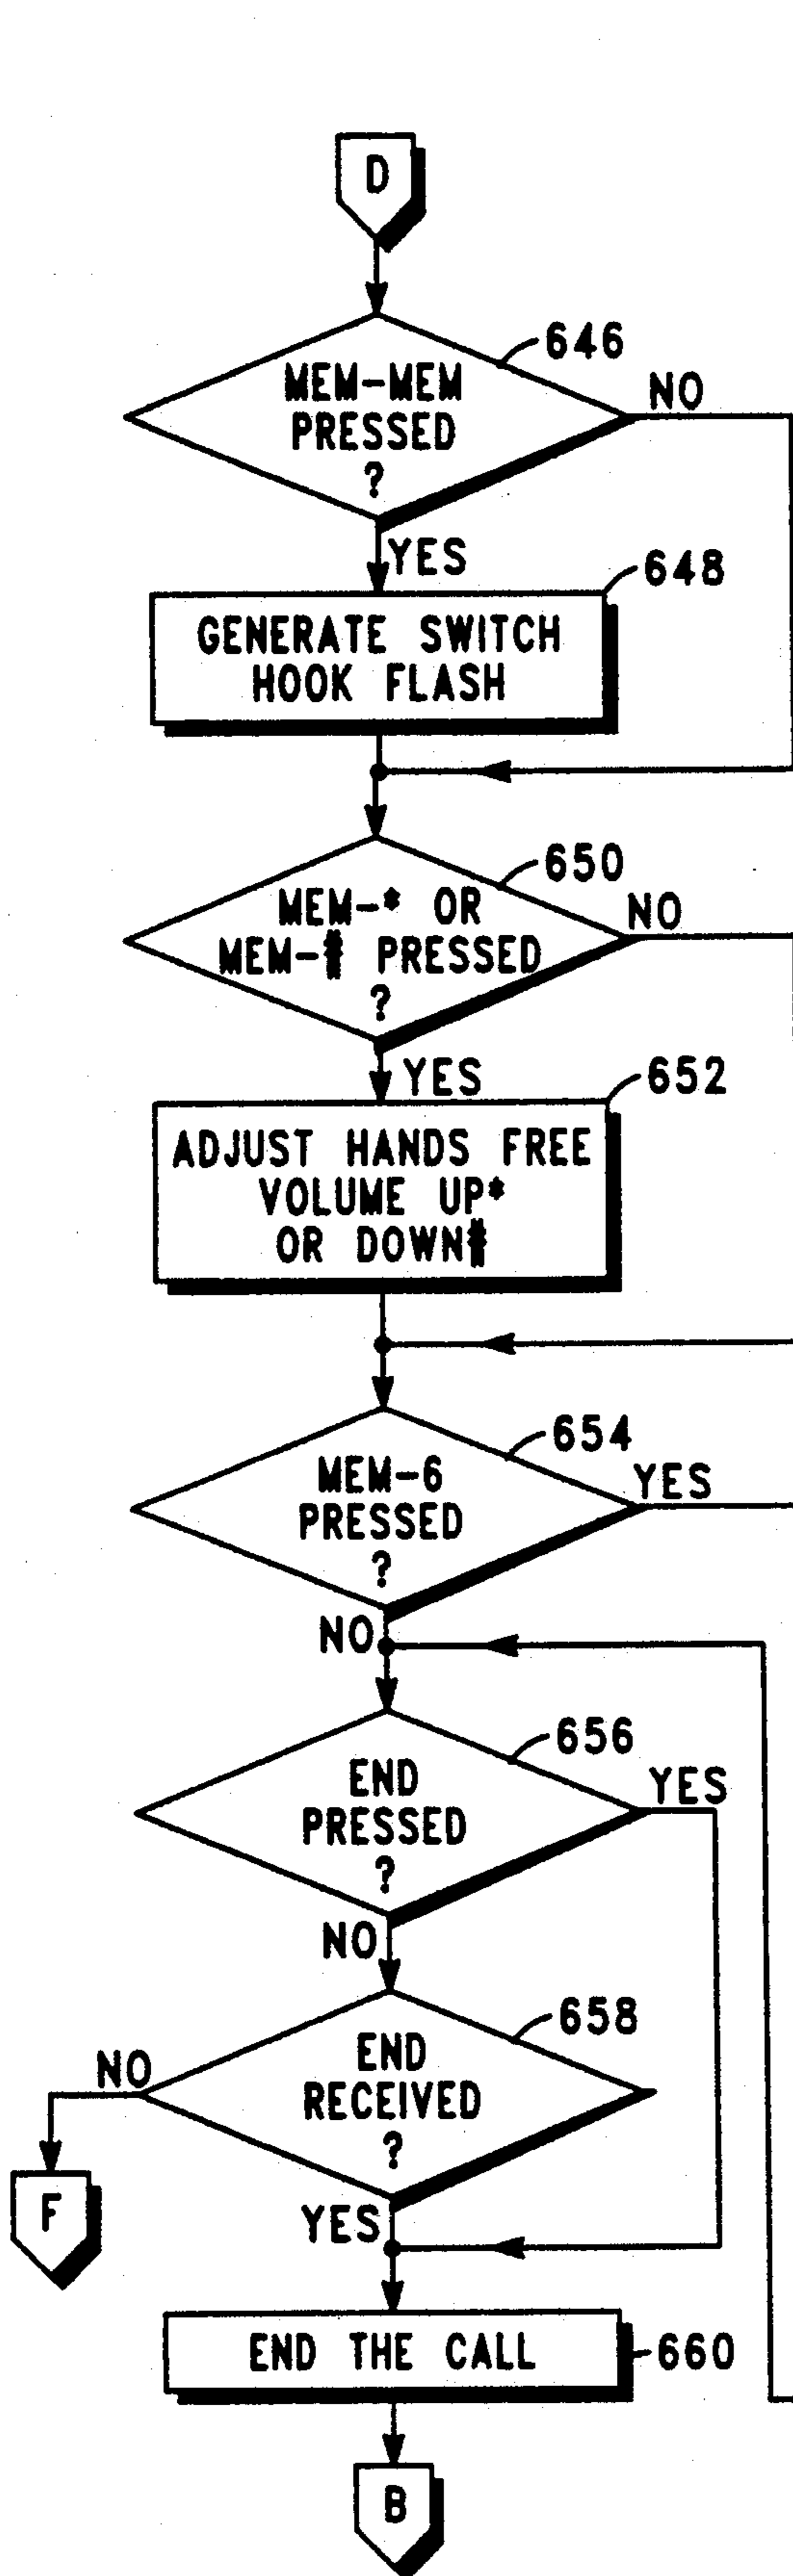 D
646
MEM-MEM
PRESSED
?
NO
YES
648
GENERATE SWITCH
HOOK FLASH
650
MEM-* OR
MEM-# PRESSED
?
NO
YES
652
ADJUST HANDS FREE
VOLUME UP*
OR DOWN#
654
MEM-6
PRESSED
?
YES
NO
656
END
PRESSED
?
YES
NO
658
END
RECEIVED
?
NO
F
YES
END THE CALL
660
B